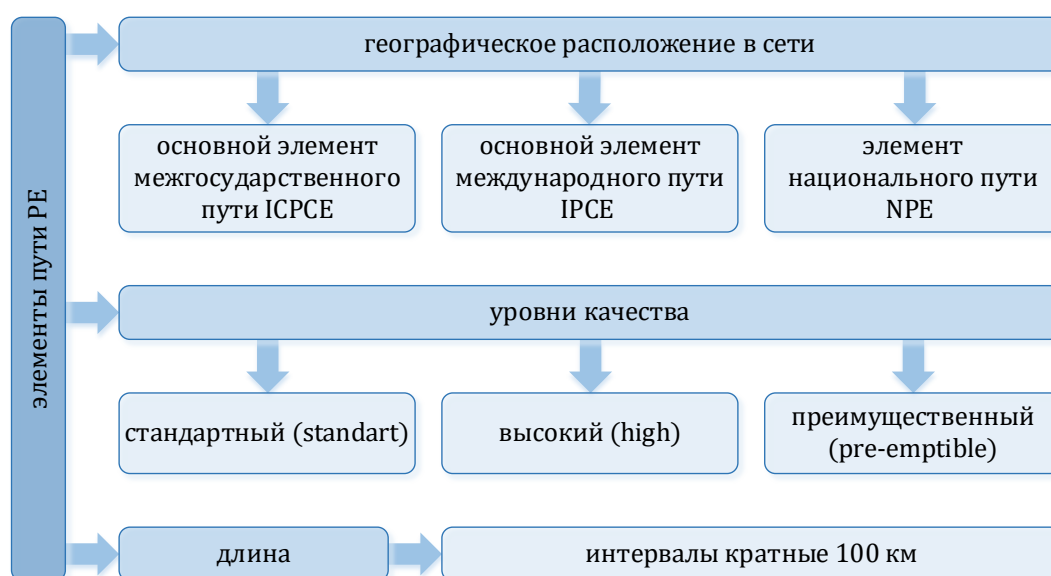 элементы пути PE
географическое расположение в сети
основной элемент
межгосударственного
пути ICPCE
основной элемент
международного пути
IPCE
элемент
национального пути
NPE
уровни качества
стандартный (standart)
высокий (high)
преимущественный
(pre-emptible)
длина
интервалы кратные 100 км